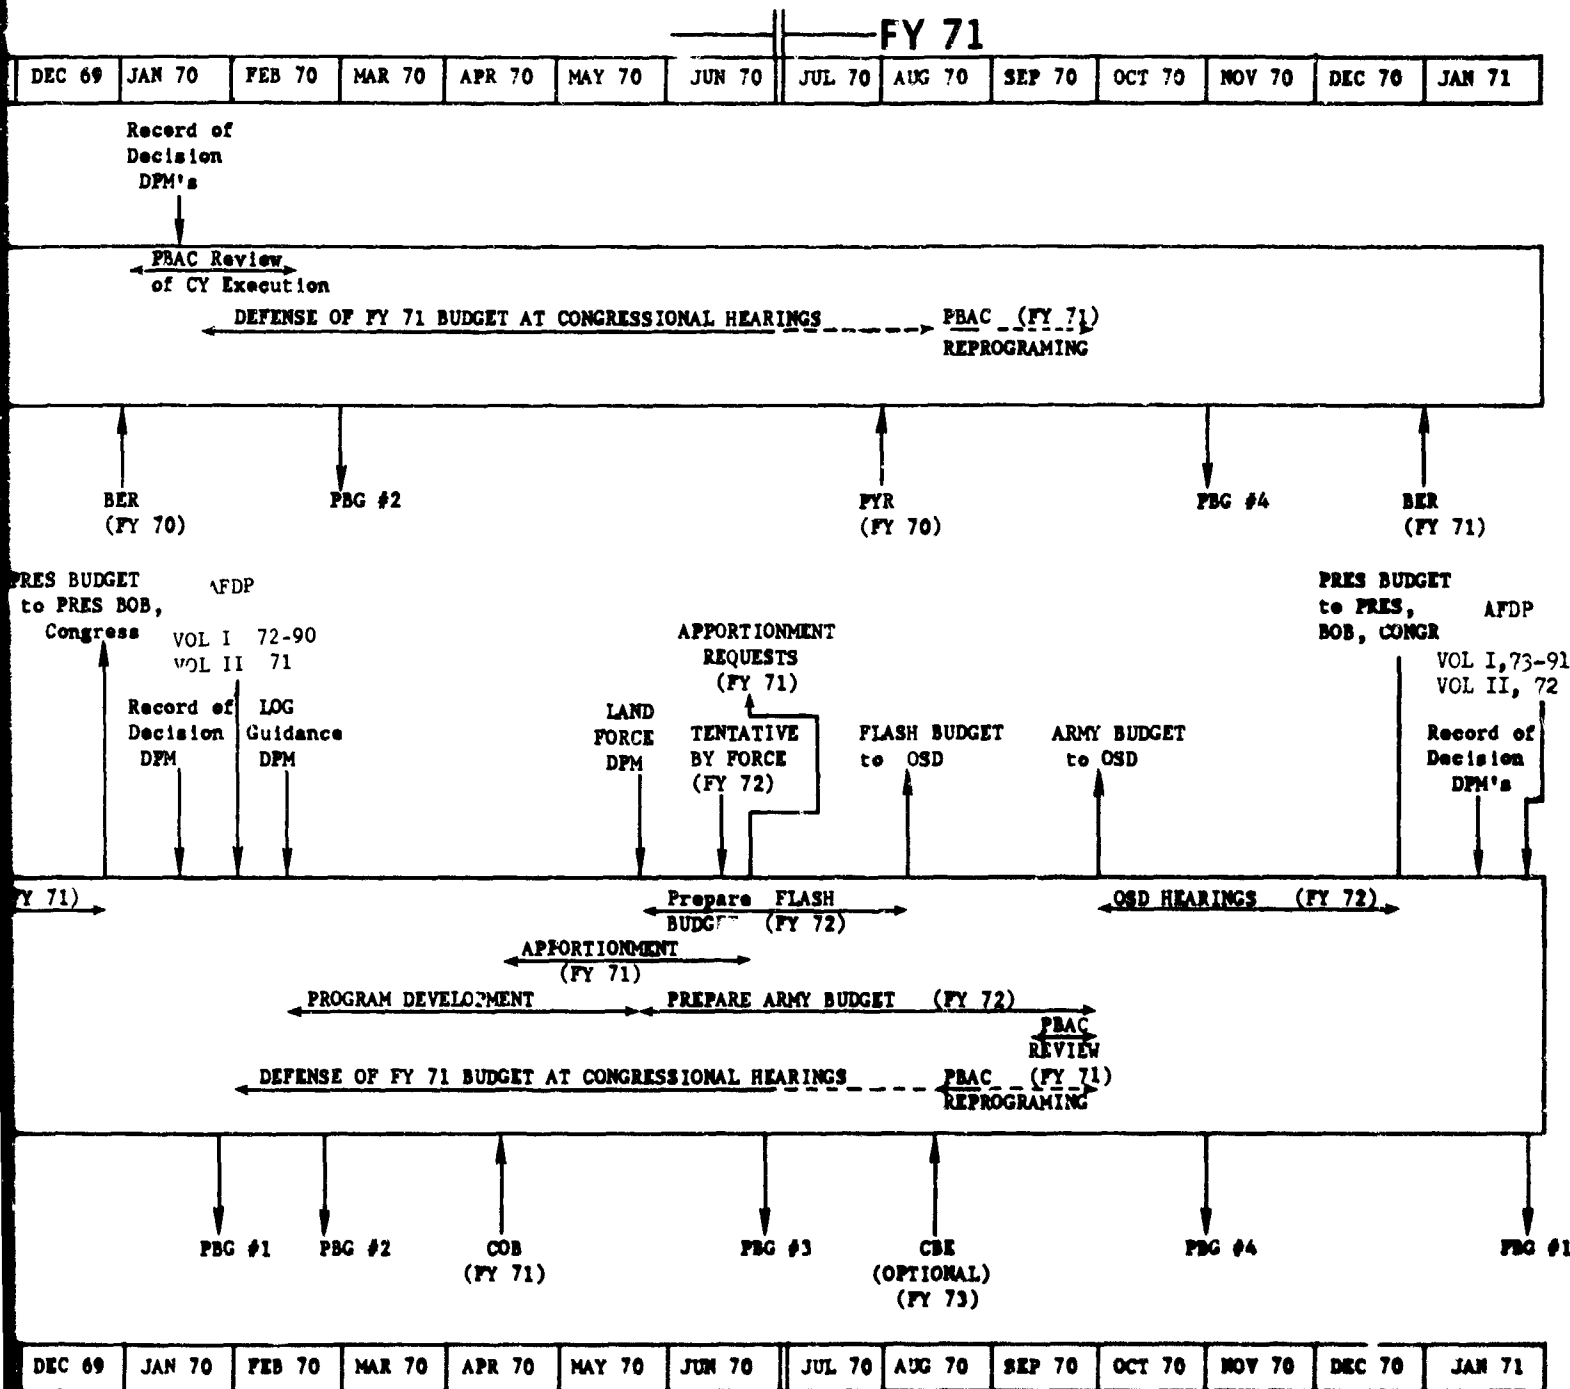 FY 71
DEC 69 JAN 70 FEB 70 MAR 70 APR 70 MAY 70 JUN 70 JUL 70 AUG 70 SEP 70 OCT 70 NOV 70 DEC 70 JAN 71
Record of
Decision
DPM's
PBAC Review
of CY Execution
DEFENSE OF FY 71 BUDGET AT CONGRESSIONAL HEARINGS
PBAC (FY 71)
REPROGRAMING
BER
(FY 70)
PBG #2
PYR
(FY 70)
PBG #4
BER
(FY 71)
PRES BUDGET
to PRES BOB,
Congress
AFDP
VOL I 72-90
VOL II 71
Record of
Decision
DPM
LOG
Guidance
DPM
LAND
FORCE
DPM
APPORTIONMENT
REQUESTS
(FY 71)
TENTATIVE
BY FORCE
(FY 72)
FLASH BUDGET
to OSD
ARMY BUDGET
to OSD
PRES BUDGET
to PRES,
BOB, CONGR
AFDP
VOL I, 73-91
VOL II, 72
Record of
Decision
DPM's
FY 71)
Prepare FLASH
BUDGET (FY 72)
OSD HEARINGS (FY 72)
APPORTIONMENT
(FY 71)
PROGRAM DEVELOPMENT
PREPARE ARMY BUDGET (FY 72)
PBAC
REVIEW
DEFENSE OF FY 71 BUDGET AT CONGRESSIONAL HEARINGS
PBAC (FY 71)
REPROGRAMING
PBG #1
PBG #2
COB
(FY 71)
PBG #3
CBE
(OPTIONAL)
(FY 73)
PBG #4
PBG #1
DEC 69 JAN 70 FEB 70 MAR 70 APR 70 MAY 70 JUN 70 JUL 70 AUG 70 SEP 70 OCT 70 NOV 70 DEC 70 JAN 71